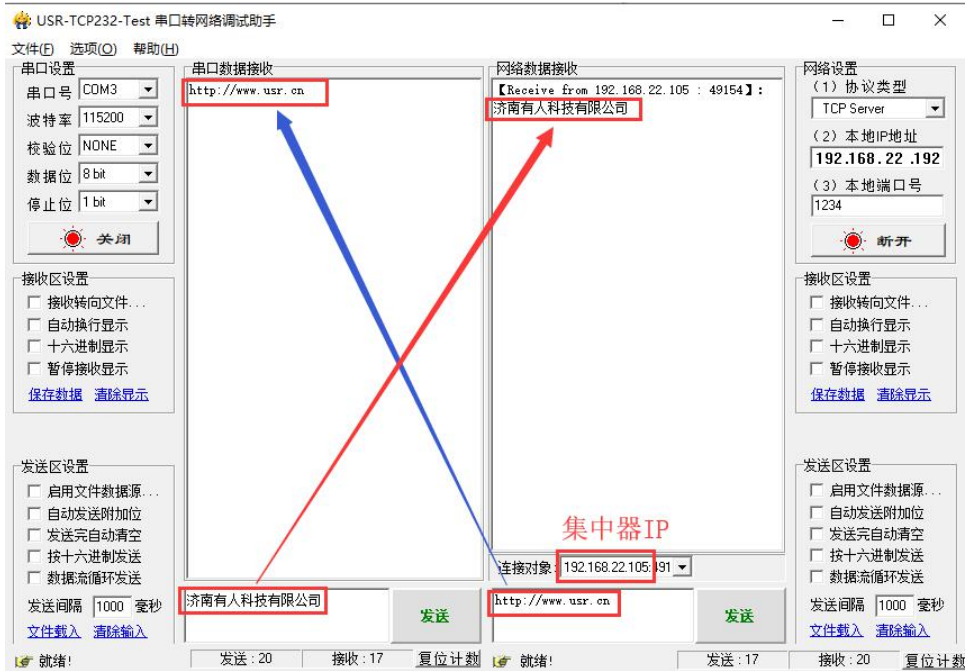 USR-TCP232-Test 串口转网络调试助手
文件(F) 选项(O) 帮助(H)
串口设置
串口号 COM3
波特率 115200
校验位 NONE
数据位 8 bit
停止位 1 bit
关闭
接收区设置
接收转向文件...
自动换行显示
十六进制显示
暂停接收显示
保存数据 清除显示
发送区设置
启用文件数据源...
自动发送附加位
发送完自动清空
按十六进制发送
数据流循环发送
发送间隔 1000 毫秒
文件载入 清除输入
就绪!
串口数据接收
http://www.usr.cn
济南有人科技有限公司
发送
发送:20 接收:17 复位计数
网络数据接收
【Receive from 192.168.22.105 : 49154】:
济南有人科技有限公司
集中器IP
连接对象: 192.168.22.105:491
http://www.usr.cn
发送
就绪!
发送:17 接收:20 复位计数
网络设置
(1) 协议类型
TCP Server
(2) 本地IP地址
192.168.22.192
(3) 本地端口号
1234
断开
接收区设置
接收转向文件...
自动换行显示
十六进制显示
暂停接收显示
保存数据 清除显示
发送区设置
启用文件数据源...
自动发送附加位
发送完自动清空
按十六进制发送
数据流循环发送
发送间隔 1000 毫秒
文件载入 清除输入